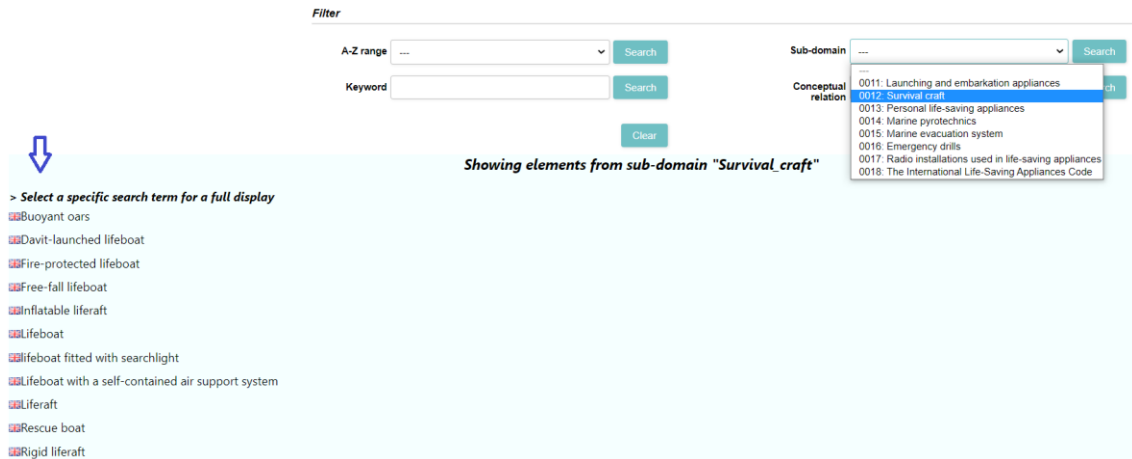 Filter
A-Z range --- Search
Sub-domain --- Search
Keyword Search
Conceptual relation ch
---
0011: Launching and embarkation appliances
0012: Survival craft
0013: Personal life-saving appliances
0014: Marine pyrotechnics
0015: Marine evacuation system
0016: Emergency drills
0017: Radio installations used in life-saving appliances
0018: The International Life-Saving Appliances Code
Clear
Showing elements from sub-domain "Survival_craft"
> Select a specific search term for a full display
Buoyant oars
Davit-launched lifeboat
Fire-protected lifeboat
Free-fall lifeboat
Inflatable liferaft
Lifeboat
lifeboat fitted with searchlight
Lifeboat with a self-contained air support system
Liferaft
Rescue boat
Rigid liferaft